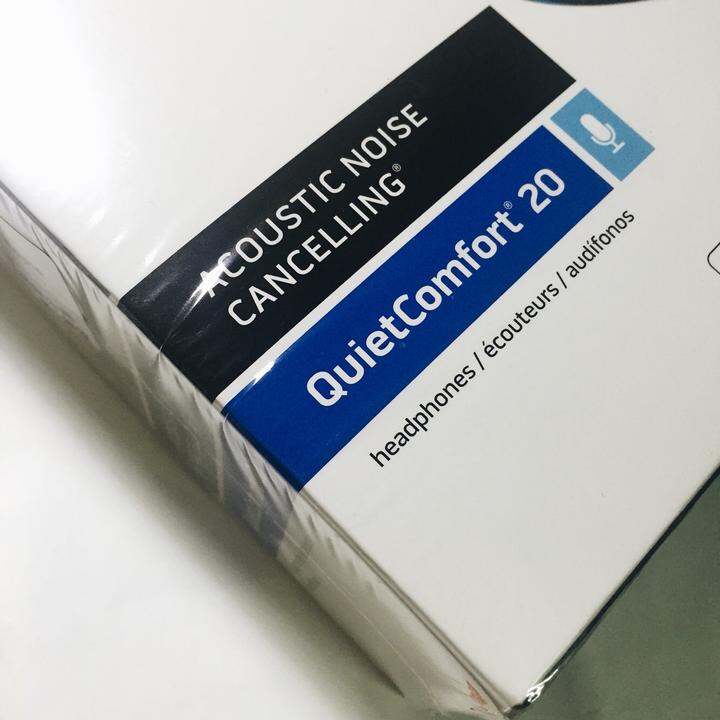 ACOUSTIC NOISE
CANCELLING®
QuietComfort® 20
headphones / écouteurs / audífonos